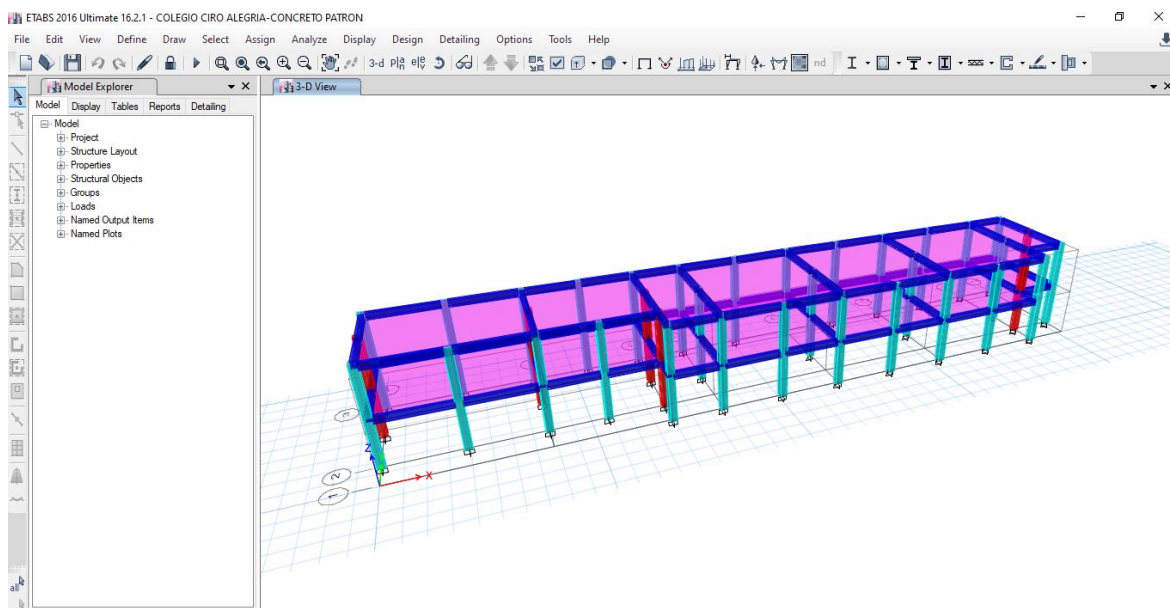 ETABS 2016 Ultimate 16.2.1 - COLEGIO CIRO ALEGRIA-CONCRETO PATRON
File Edit View Define Draw Select Assign Analyze Display Design Detailing Options Tools Help
3-d nd
Model Explorer
3-D View
Model Display Tables Reports Detailing
Model
Project
Structure Layout
Properties
Structural Objects
Groups
Loads
Named Output Items
Named Plots
3
Z
X
2
1
all